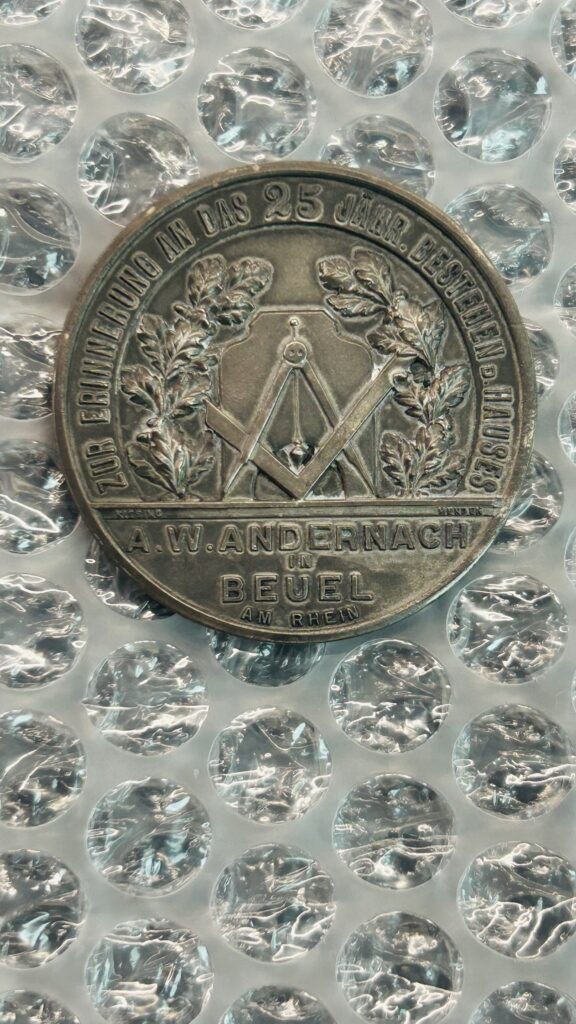 ZUR ERINNERUNG AN DAS 25 JÄHR. BESTEHEN D. HAUSES
A.W. ANDERNACH
IN
BEUEL
AM RHEIN